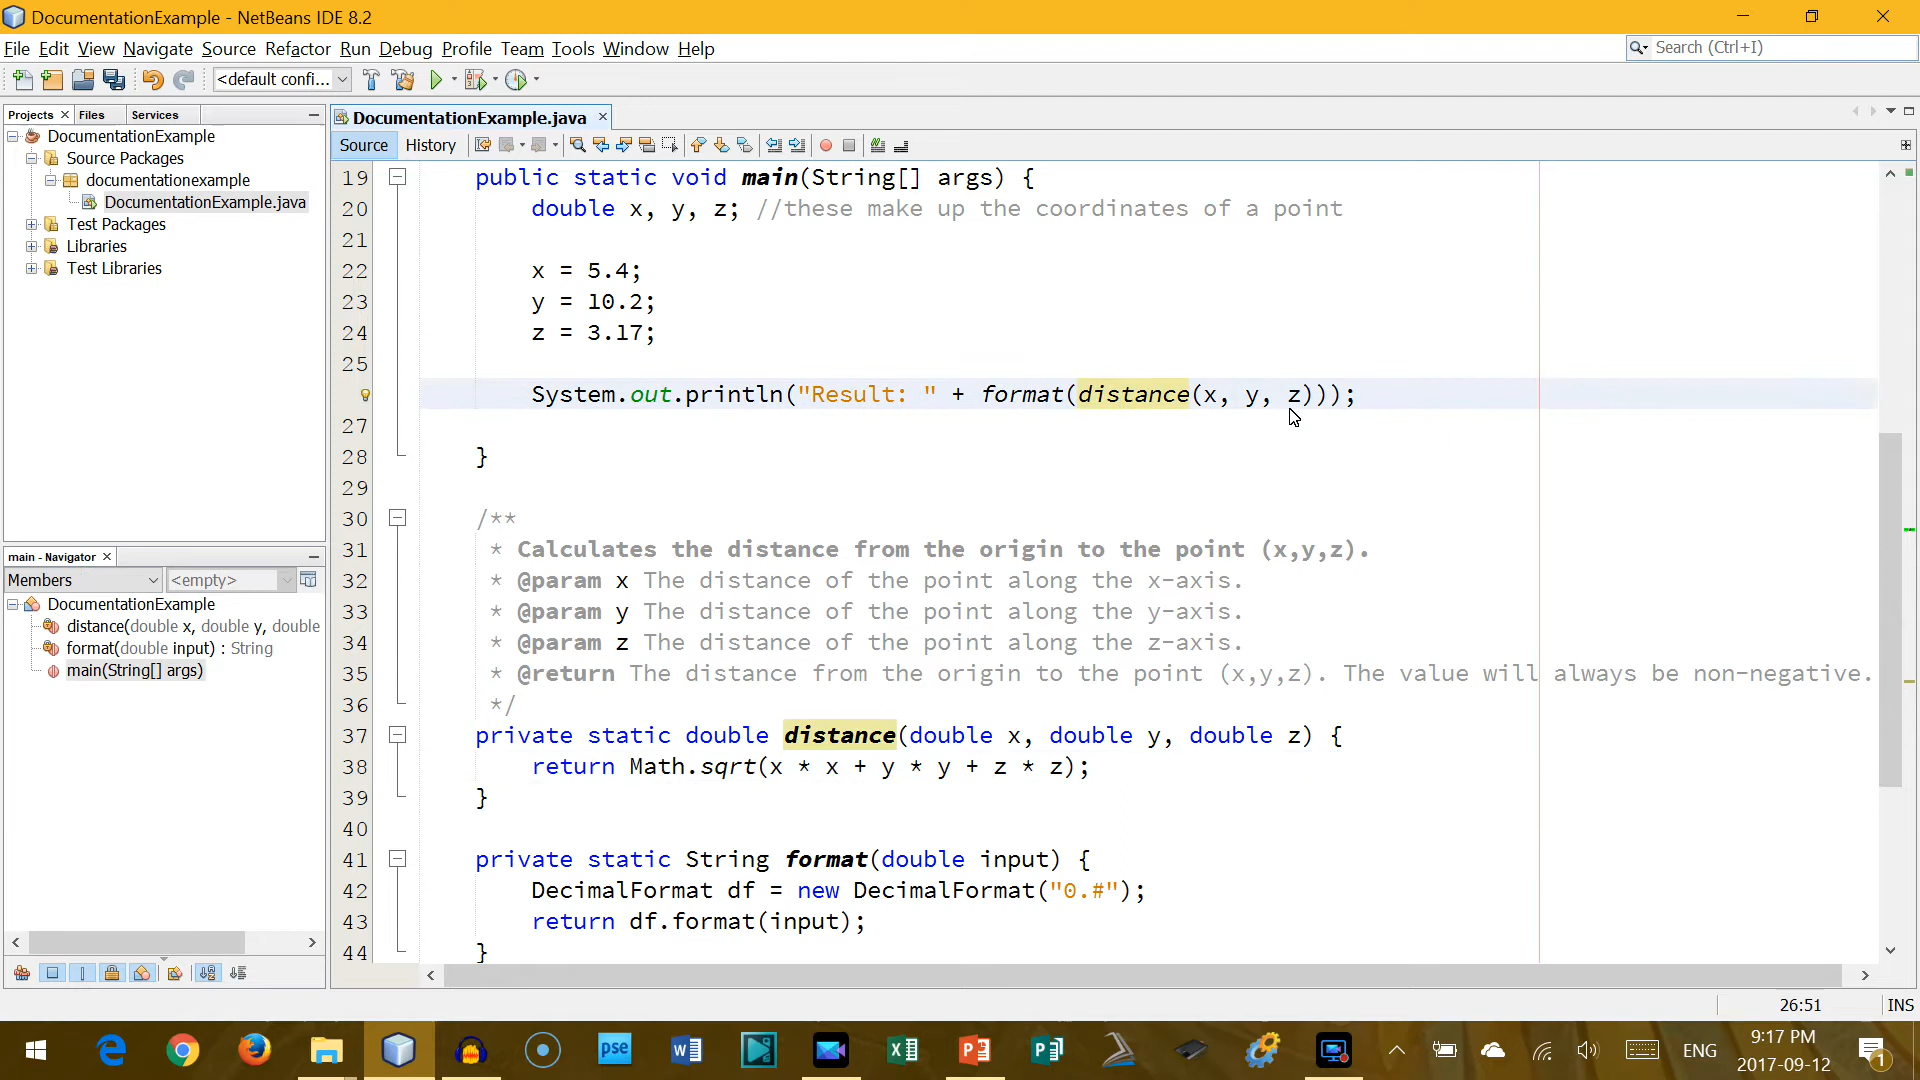 DocumentationExample - NetBeans IDE 8.2
File Edit View Navigate Source Refactor Run Debug Profile Team Tools Window Help
Search (Ctrl+I)
<default confi...
Projects Files Services
DocumentationExample
Source Packages
documentationexample
DocumentationExample.java
Test Packages
Libraries
Test Libraries
main - Navigator
Members <empty>
DocumentationExample
distance(double x, double y, double
format(double input) : String
main(String[] args)
DocumentationExample.java
Source History
19 public static void main(String[] args) {
20 double x, y, z; //these make up the coordinates of a point
21
22 x = 5.4;
23 y = 10.2;
24 z = 3.17;
25
System.out.println("Result: " + format(distance(x, y, z)));
27
28 }
29
30 /**
31 * Calculates the distance from the origin to the point (x,y,z).
32 * @param x The distance of the point along the x-axis.
33 * @param y The distance of the point along the y-axis.
34 * @param z The distance of the point along the z-axis.
35 * @return The distance from the origin to the point (x,y,z). The value will always be non-negative.
36 */
37 private static double distance(double x, double y, double z) {
38 return Math.sqrt(x * x + y * y + z * z);
39 }
40
41 private static String format(double input) {
42 DecimalFormat df = new DecimalFormat("0.#");
43 return df.format(input);
44 }
26:51 INS
pse
ENG
9:17 PM
2017-09-12
1